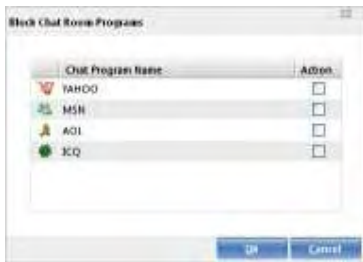 Block Chat Room Programs
Chat Program Name Action
YAHOO
MSN
AOL
ICQ
OK Cancel